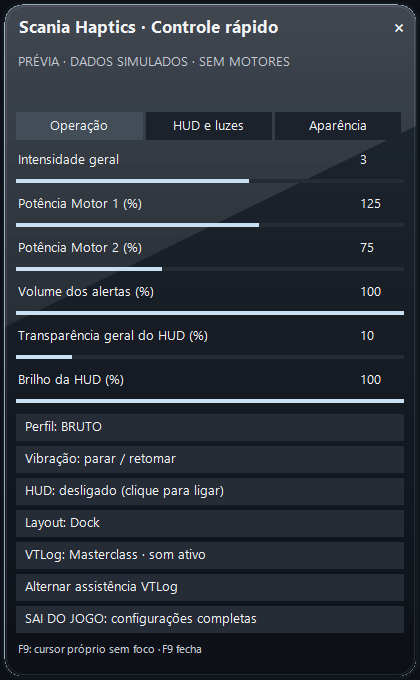 Scania Haptics · Controle rápido ×
PRÉVIA · DADOS SIMULADOS · SEM MOTORES
Operação HUD e luzes Aparência
Intensidade geral 3
Potência Motor 1 (%) 125
Potência Motor 2 (%) 75
Volume dos alertas (%) 100
Transparência geral do HUD (%) 10
Brilho da HUD (%) 100
Perfil: BRUTO
Vibração: parar / retomar
HUD: desligado (clique para ligar)
Layout: Dock
VTLog: Masterclass · som ativo
Alternar assistência VTLog
SAI DO JOGO: configurações completas
F9: cursor próprio sem foco · F9 fecha